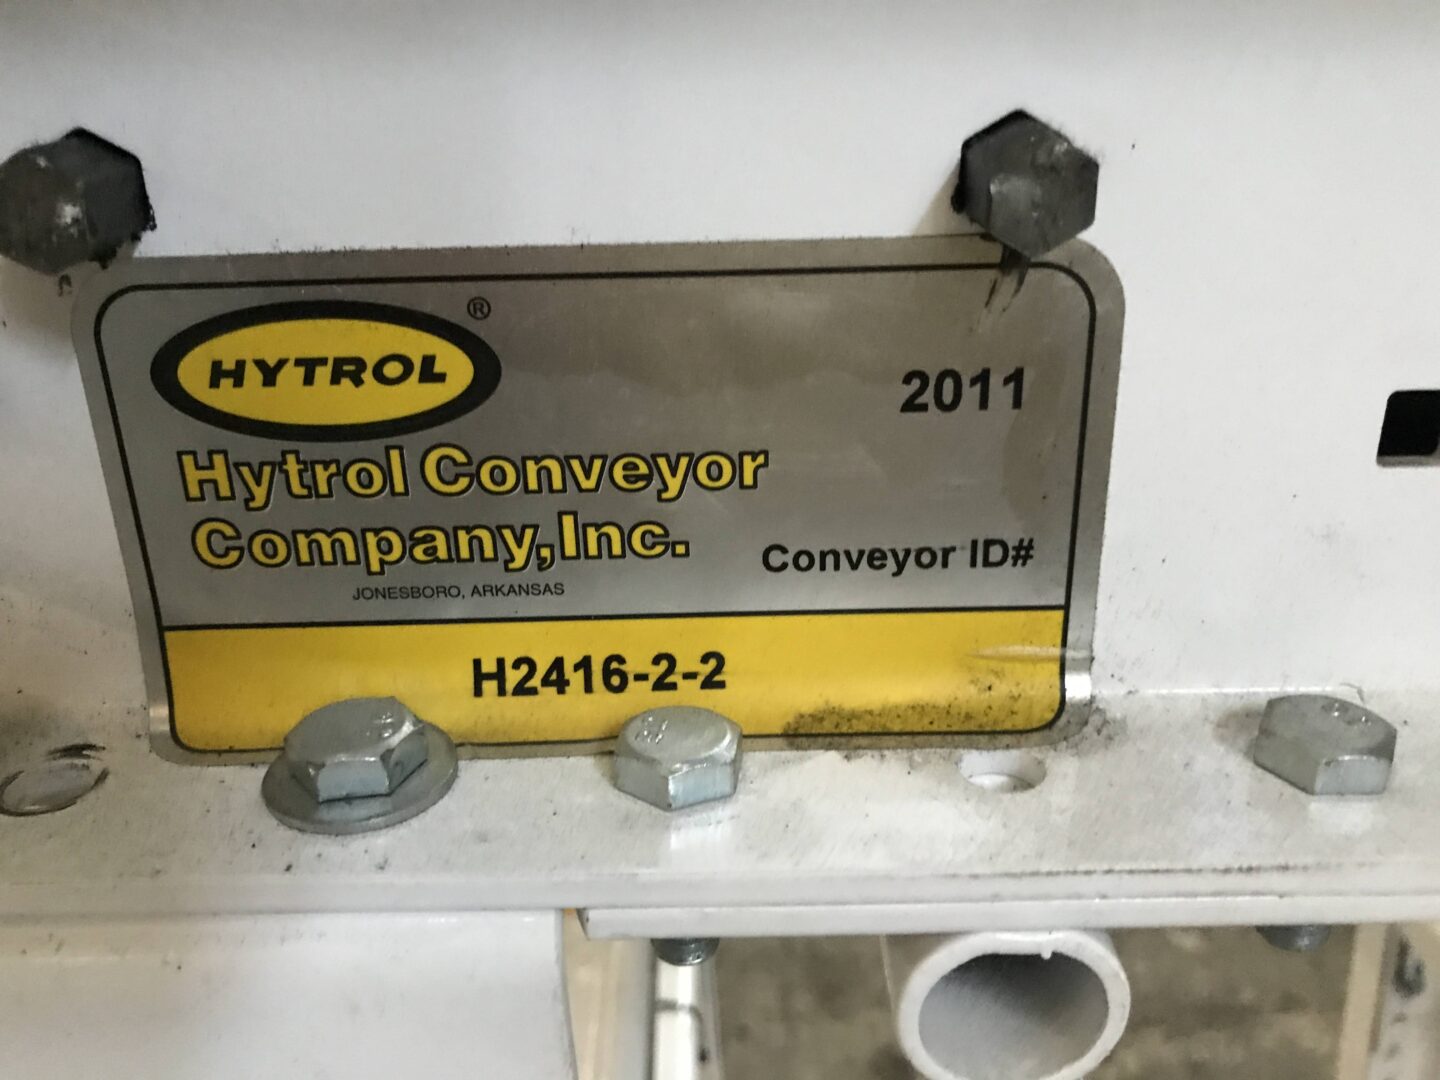 HYTROL ®
2011
Hytrol Conveyor
Company, Inc.
Conveyor ID#
JONESBORO, ARKANSAS
H2416-2-2